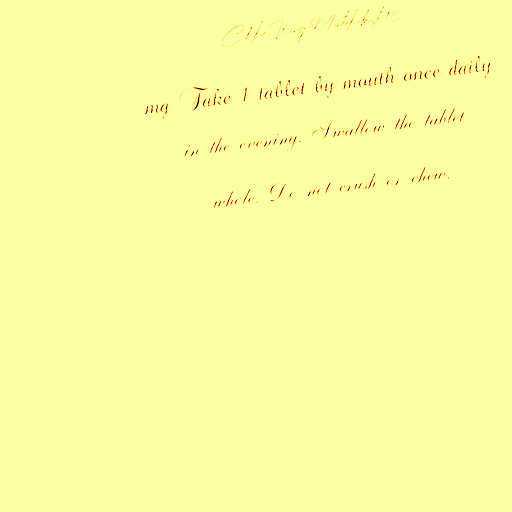 mg Take 1 tablet by mouth once daily
in the evening. Swallow the tablet
whole. Do not crush or chew.